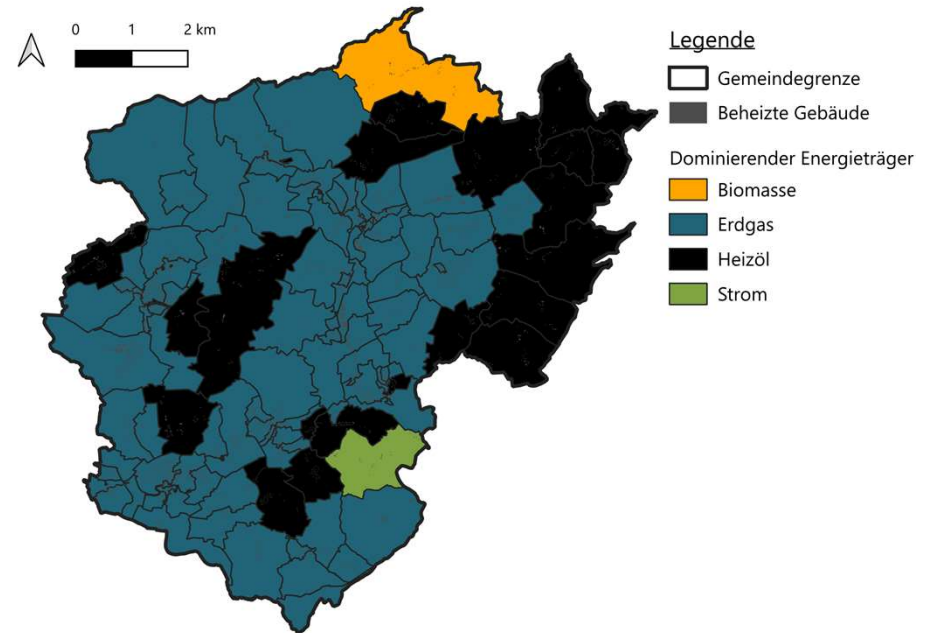 0 1 2 km
Legende
Gemeindegrenze
Beheizte Gebäude
Dominierender Energieträger
Biomasse
Erdgas
Heizöl
Strom